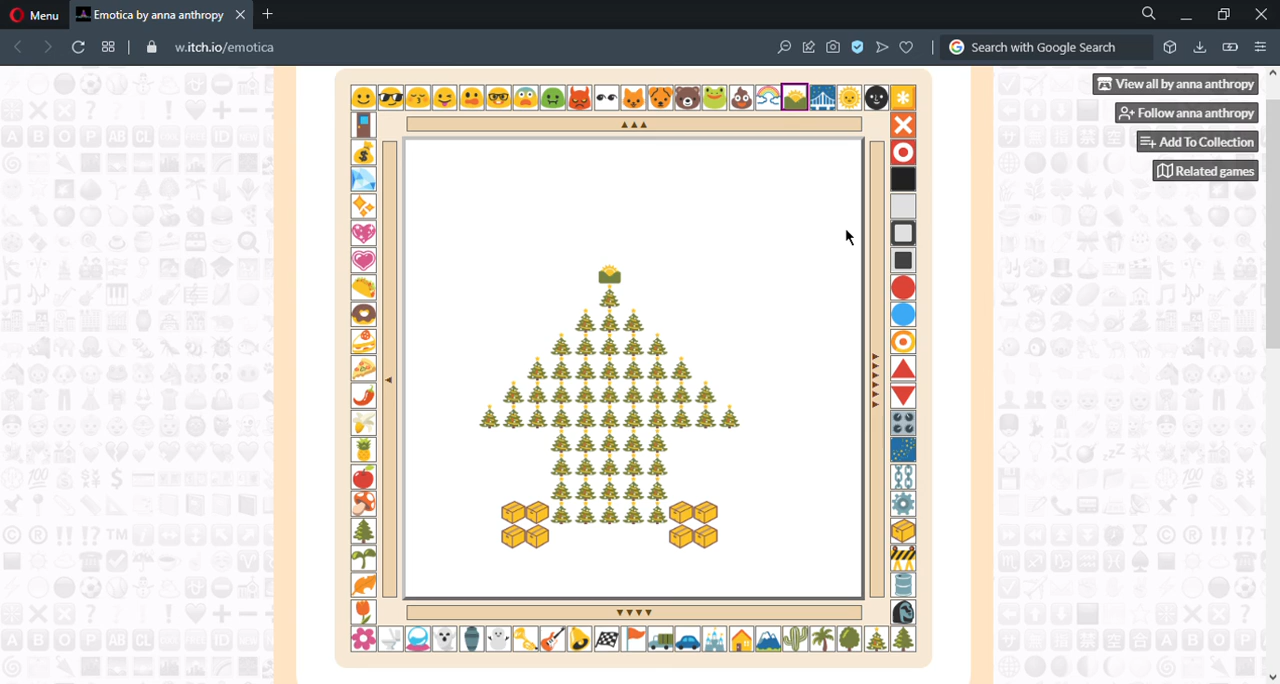 Menu
Emotica by anna anthropy
w.itch.io/emotica
Search with Google Search
View all by anna anthropy
Follow anna anthropy
Add To Collection
Related games